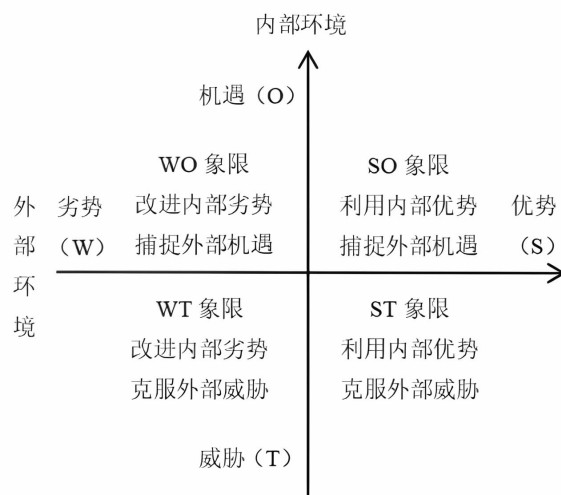 内部环境
机遇（O）
WO 象限
改进内部劣势
捕捉外部机遇
SO 象限
利用内部优势
捕捉外部机遇
外部环境
劣势
（W）
优势
（S）
WT 象限
改进内部劣势
克服外部威胁
ST 象限
利用内部优势
克服外部威胁
威胁（T）